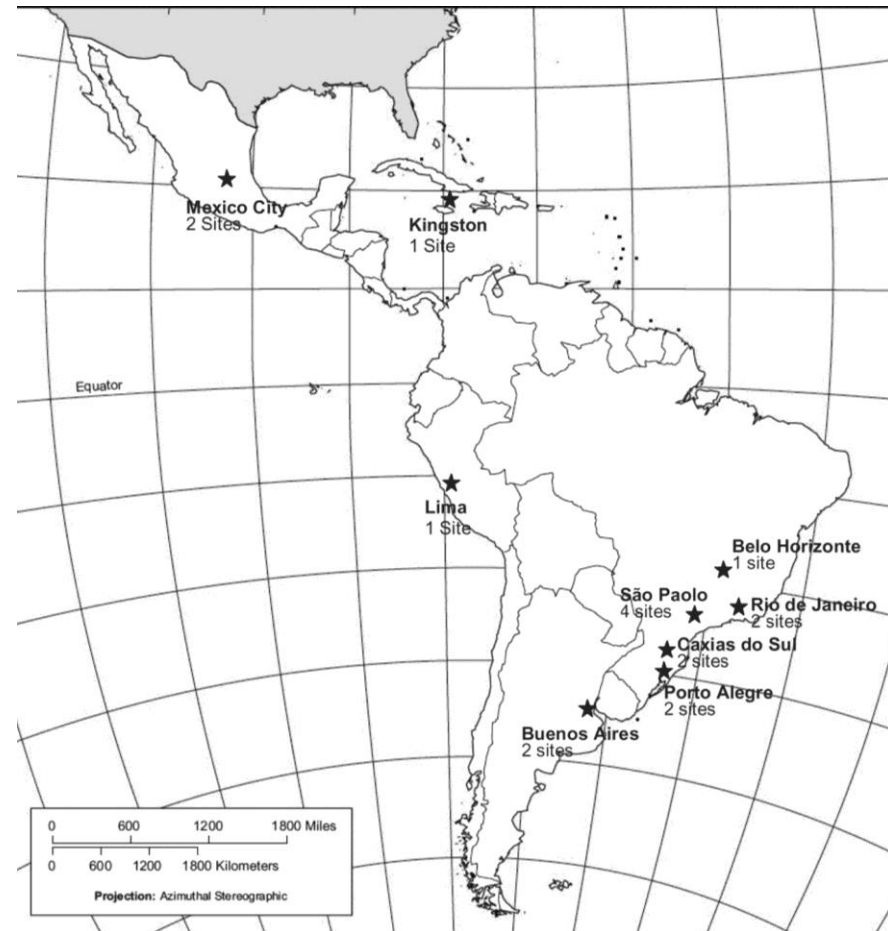 Mexico City
2 Sites
Kingston
1 Site
Equator
Lima
1 Site
Belo Horizonte
1 site
São Paolo
4 sites
Rio de Janeiro
2 sites
Caxias do Sul
2 sites
Porto Alegre
2 sites
Buenos Aires
2 sites
0 600 1200 1800 Miles
0 600 1200 1800 Kilometers
Projection: Azimuthal Stereographic